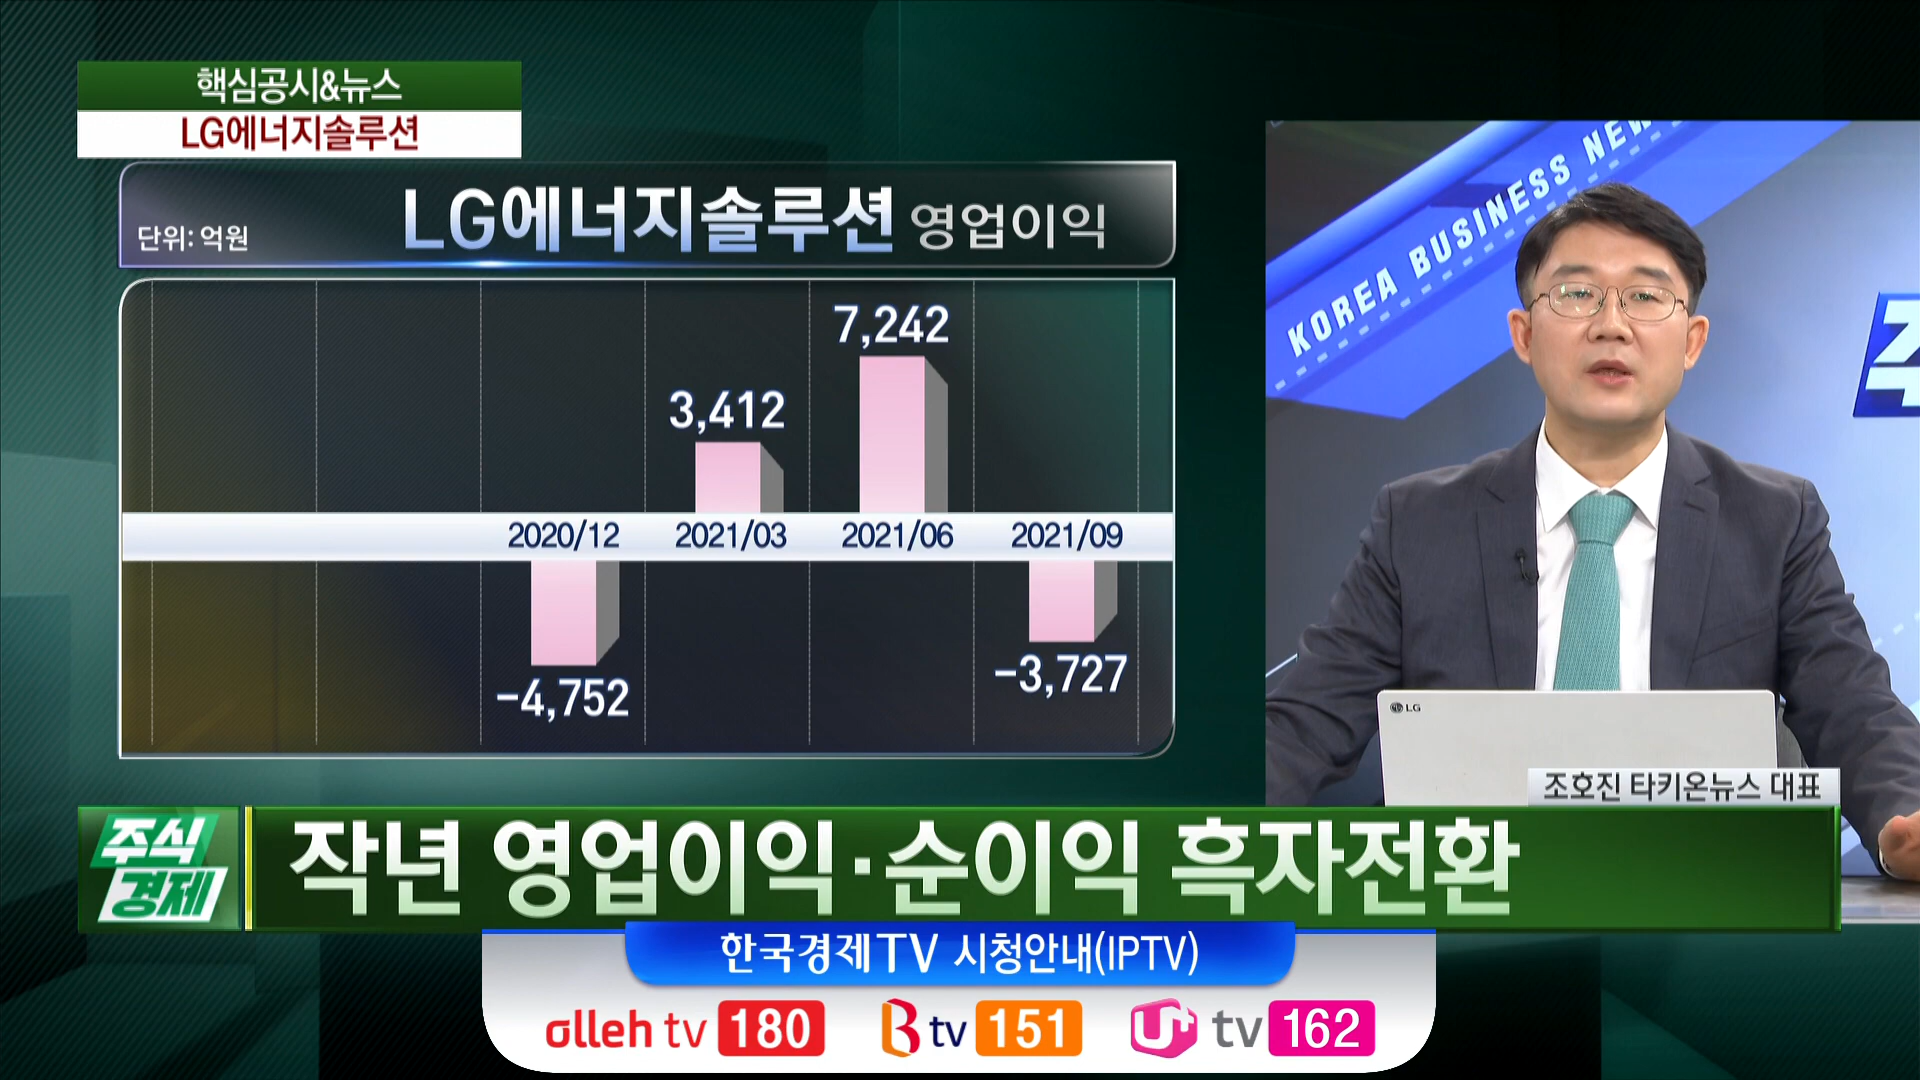 핵심공시&뉴스
LG에너지솔루션
단위: 억원
LG에너지솔루션 영업이익
7,242
3,412
2020/12
2021/03
2021/06
2021/09
-4,752
-3,727
KOREA BUSINESS NEW
LG
조호진 타키온뉴스 대표
주식
경제
작년 영업이익·순이익 흑자전환
한국경제TV 시청안내(IPTV)
olleh tv 180
B tv 151
U+ tv 162